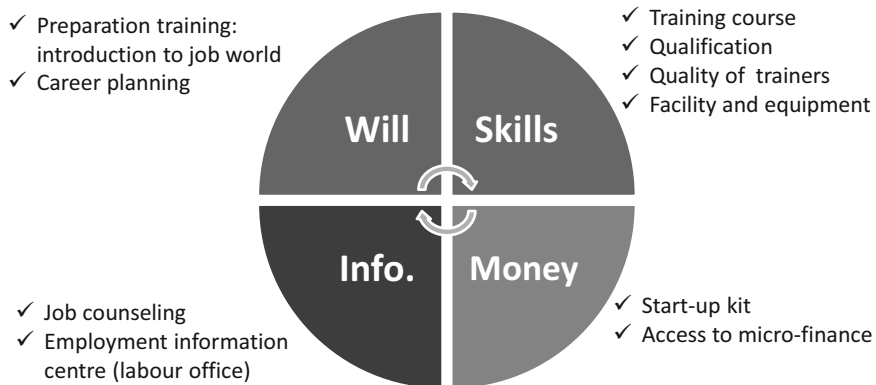 ✓ Preparation training:
introduction to job world
✓ Career planning
✓ Training course
✓ Qualification
✓ Quality of trainers
✓ Facility and equipment
Will
Skills
Info.
Money
✓ Job counseling
✓ Employment information
centre (labour office)
✓ Start-up kit
✓ Access to micro-finance